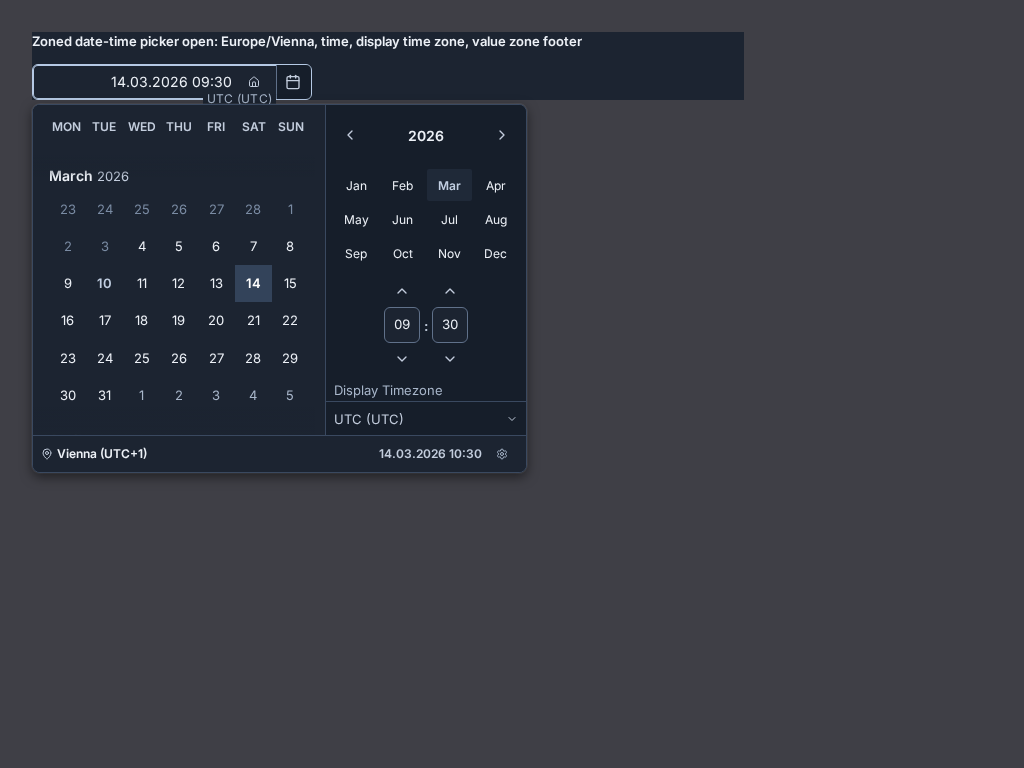 Zoned date-time picker open: Europe/Vienna, time, display time zone, value zone footer
14.03.2026 09:30
UTC (UTC)
MON TUE WED THU FRI SAT SUN
March 2026
23 24 25 26 27 28 1
2 3 4 5 6 7 8
9 10 11 12 13 14 15
16 17 18 19 20 21 22
23 24 25 26 27 28 29
30 31 1 2 3 4 5
2026
Jan Feb Mar Apr
May Jun Jul Aug
Sep Oct Nov Dec
09 : 30
Display Timezone
UTC (UTC)
Vienna (UTC+1) 14.03.2026 10:30